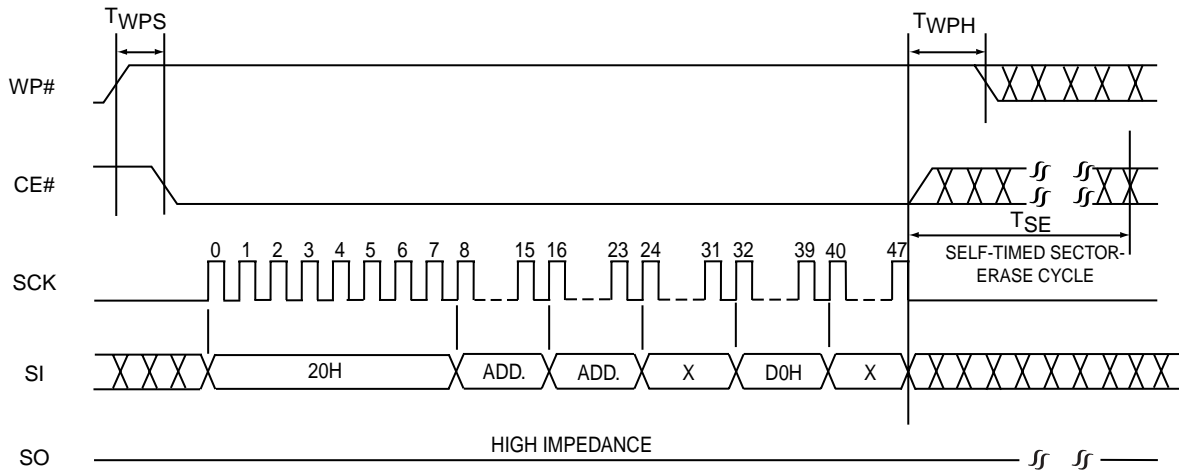 TWPS
TWPH
WP#
CE#
TSE
SELF-TIMED SECTOR-
ERASE CYCLE
0 1 2 3 4 5 6 7 8 15 16 23 24 31 32 39 40 47
SCK
SI
20H ADD. ADD. X D0H X
HIGH IMPEDANCE
SO